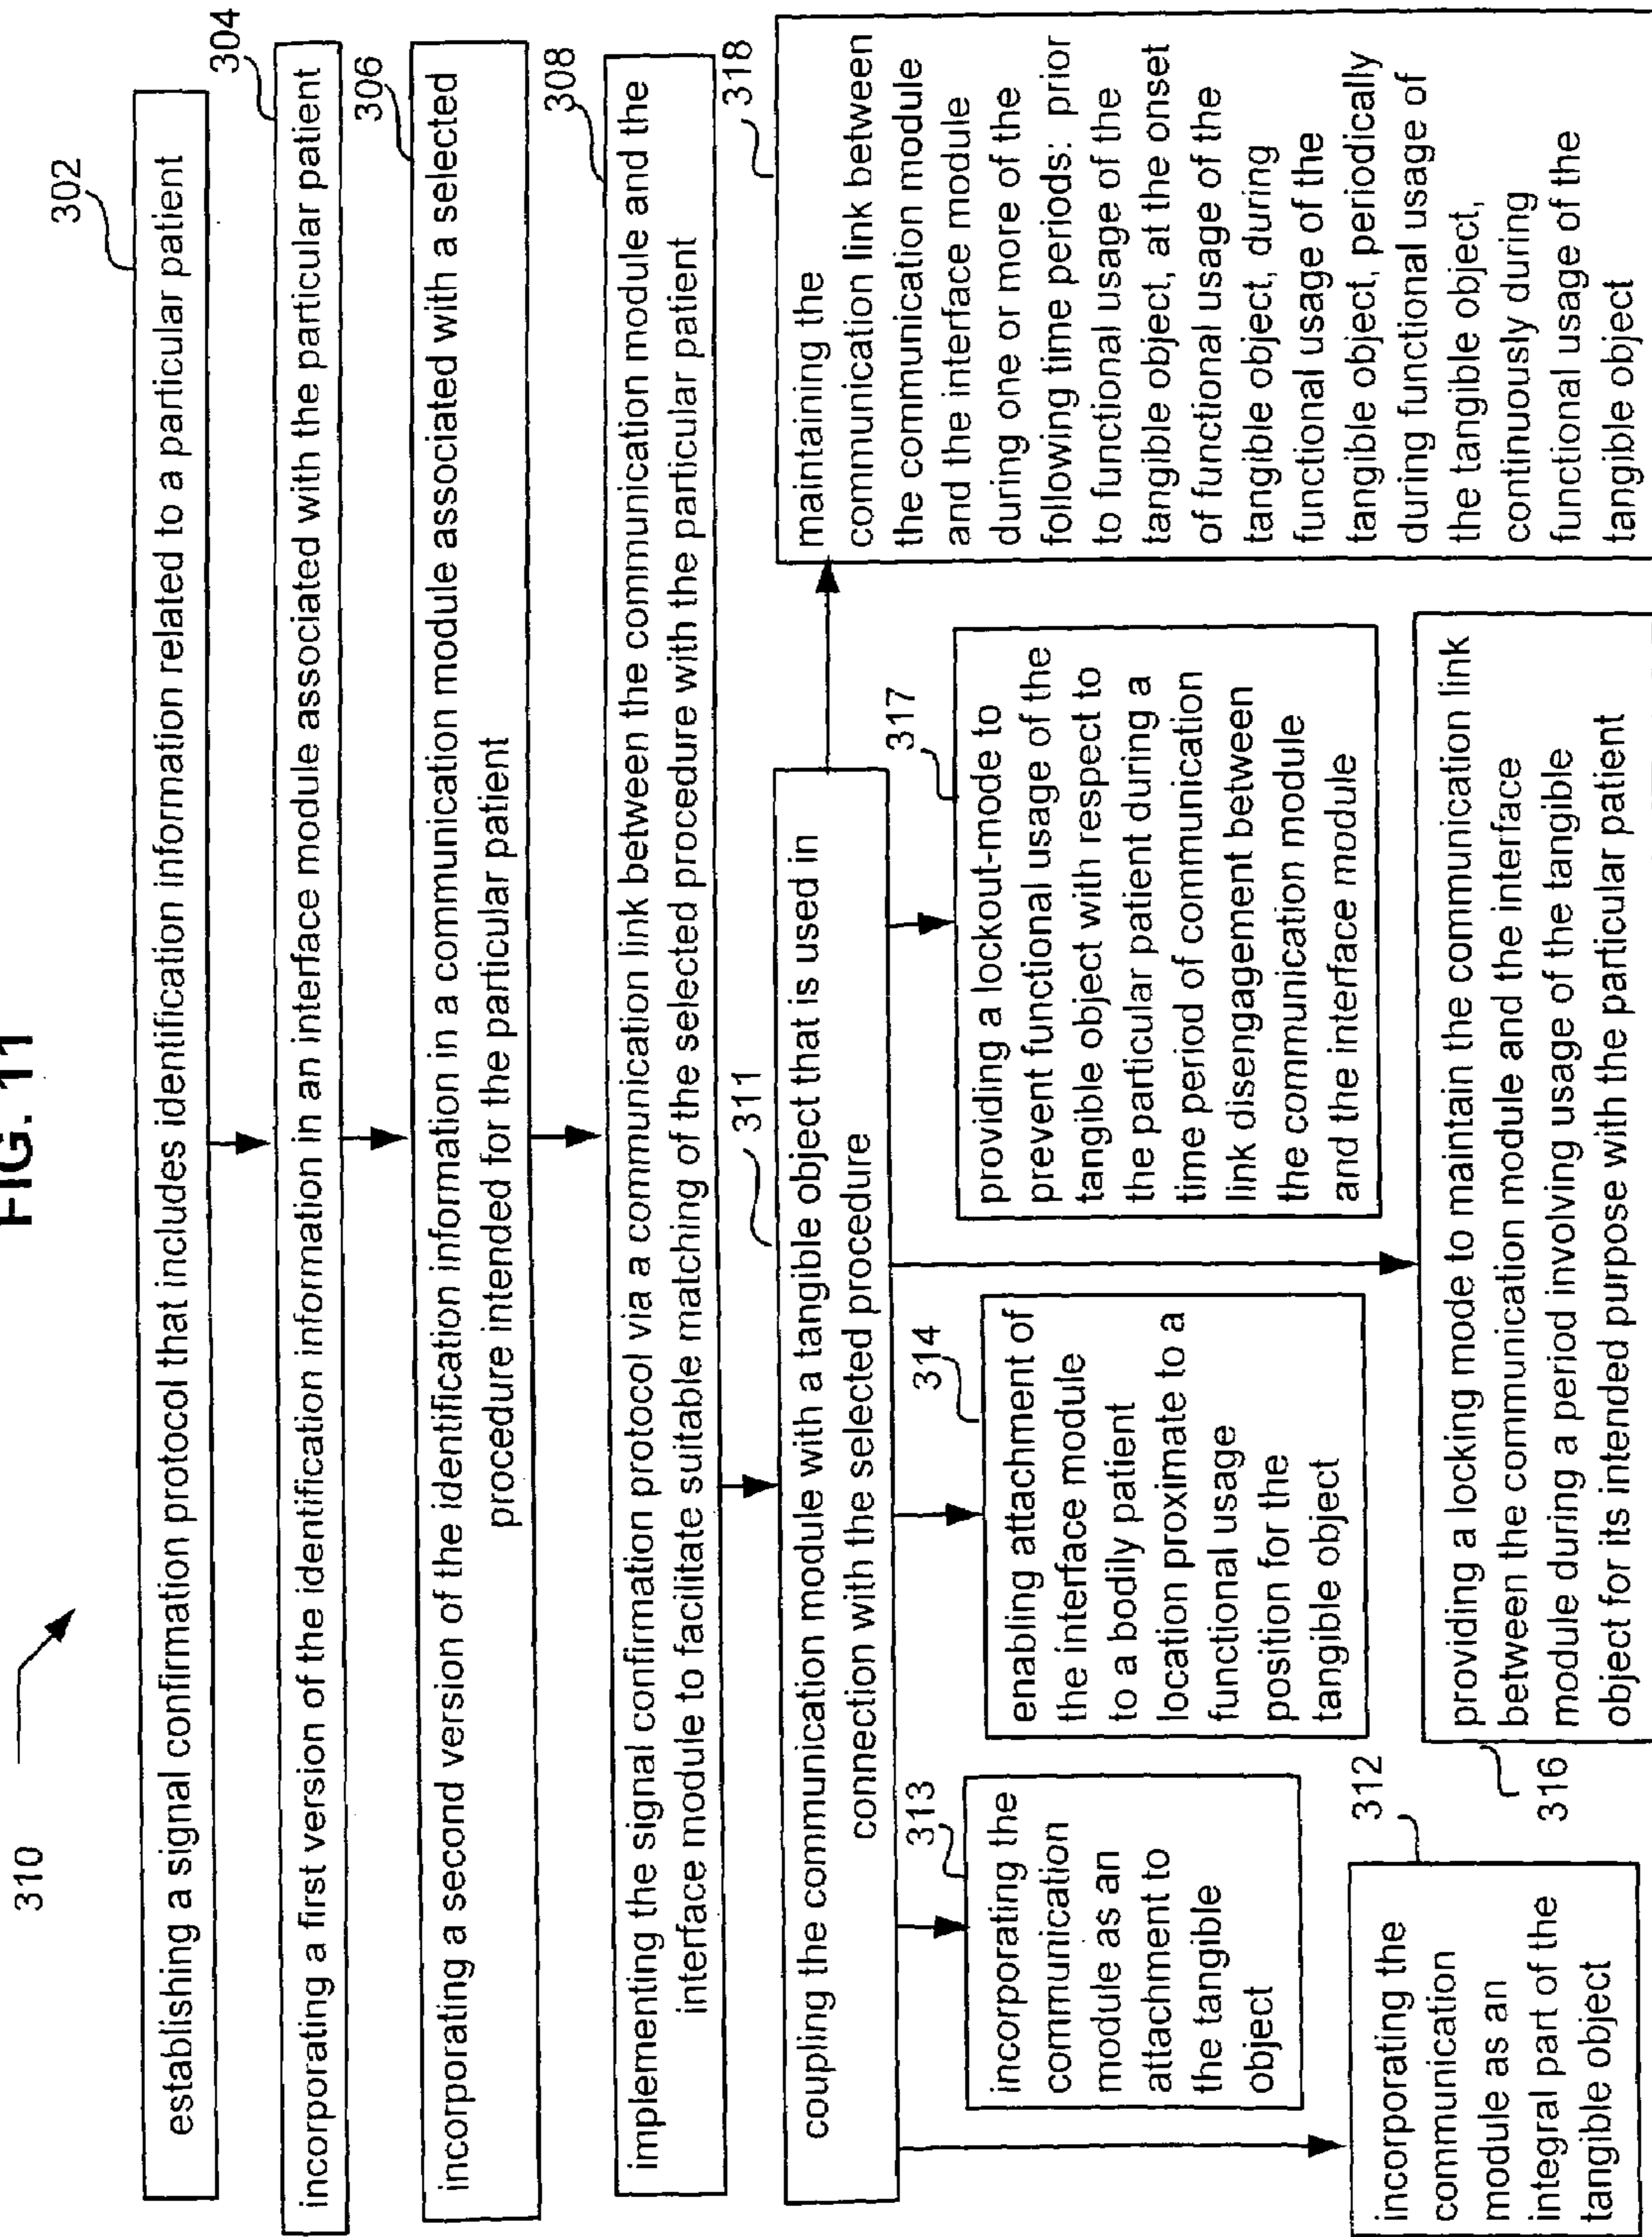 FIG. 11
310
302
establishing a signal confirmation protocol that includes identification information related to a particular patient
304
incorporating a first version of the identification information in an interface module associated with the particular patient
306
incorporating a second version of the identification information in a communication module associated with a selected
procedure intended for the particular patient
308
implementing the signal confirmation protocol via a communication link between the communication module and the
interface module to facilitate suitable matching of the selected procedure with the particular patient
311
coupling the communication module with a tangible object that is used in
connection with the selected procedure
318
maintaining the
communication link between
the communication module
and the interface module
during one or more of the
following time periods: prior
to functional usage of the
tangible object, at the onset
of functional usage of the
tangible object, during
functional usage of the
tangible object, periodically
during functional usage of
the tangible object,
continuously during
functional usage of the
tangible object
313
incorporating the
communication
module as an
attachment to
the tangible
object
314
enabling attachment of
the interface module
to a bodily patient
location proximate to a
functional usage
position for the
tangible object
317
providing a lockout-mode to
prevent functional usage of the
tangible object with respect to
the particular patient during a
time period of communication
link disengagement between
the communication module
and the interface module
312
incorporating the
communication
module as an
integral part of the
tangible object
316
providing a locking mode to maintain the communication link
between the communication module and the interface
module during a period involving usage of the tangible
object for its intended purpose with the particular patient